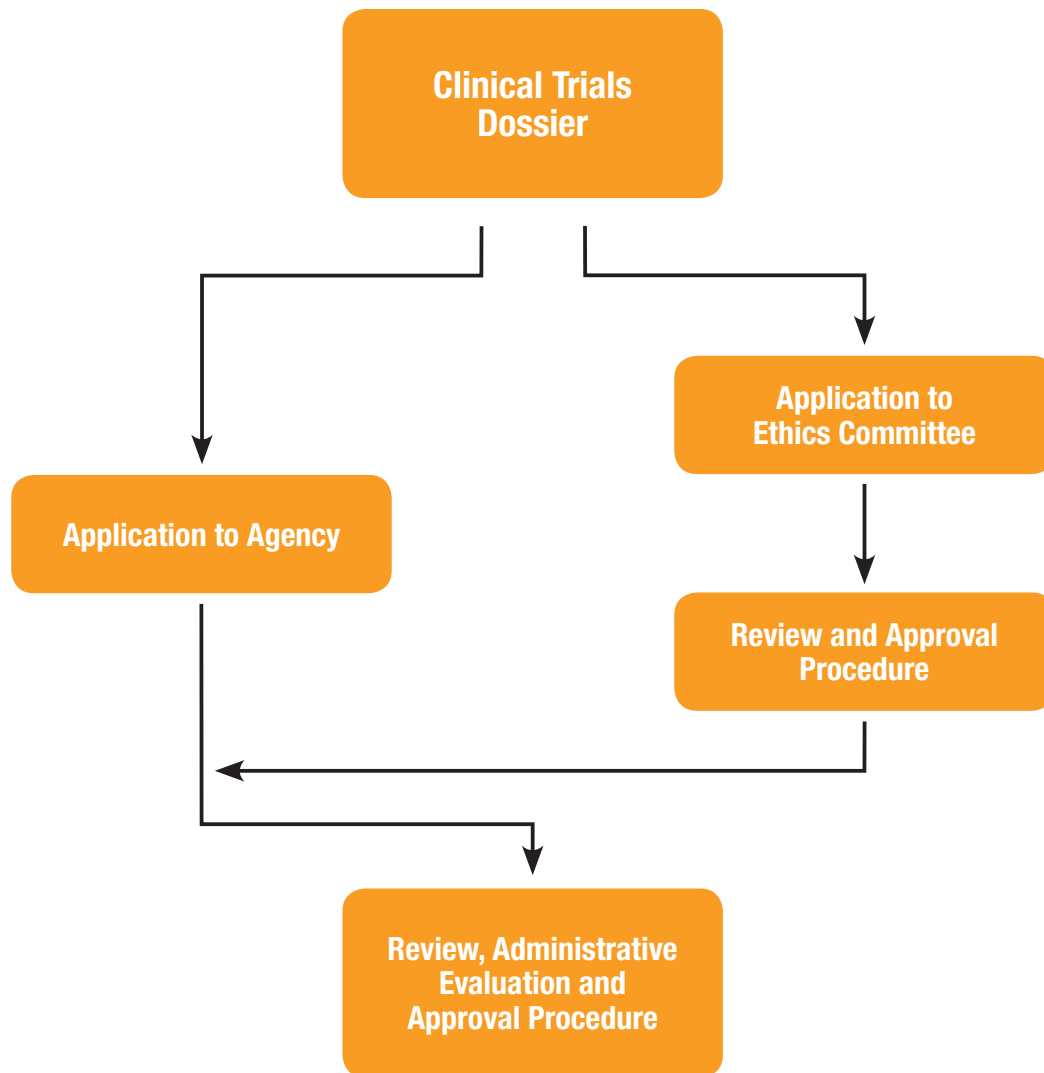 Clinical Trials
Dossier
Application to
Ethics Committee
Application to Agency
Review and Approval
Procedure
Review, Administrative
Evaluation and
Approval Procedure